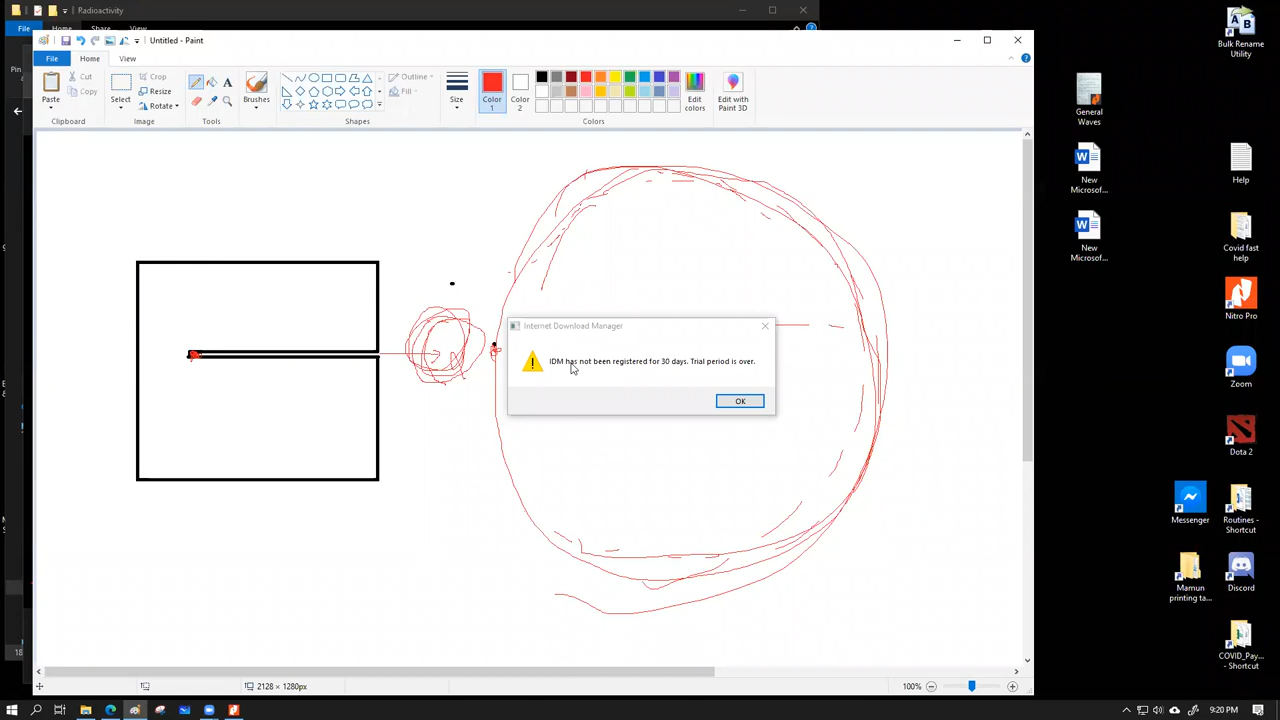 Radioactivity
File Home Share View
Untitled - Paint
File Home View
Paste Cut Copy
Clipboard
Select Crop Resize Rotate
Image
Tools
Brushes
Shapes
Outline
Fill
Size
Color 1
Color 2
Edit colors
Colors
Edit with Paint 3D
Internet Download Manager
IDM has not been registered for 30 days. Trial period is over.
OK
2128 × 1280px
100%
Bulk Rename Utility
General Waves
New Microsof...
Help
New Microsof...
Covid fast help
Nitro Pro
Zoom
Dota 2
Messenger
Routines - Shortcut
Mamun printing ta...
Discord
COVID_Pay... - Shortcut
9:20 PM